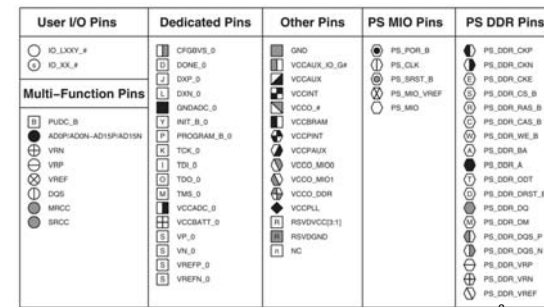 User I/O Pins
IO_LXXY_#
S IO_XX_#
Multi-Function Pins
B PUDC_B
AD0P/AD0N-AD15P/AD15N
VRN
VRP
VREF
DQS
MRCC
SRCC
Dedicated Pins
CFGBVS_0
D DONE_0
J DXP_0
L DXN_0
GNDADC_0
Y INIT_B_0
P PROGRAM_B_0
K TCK_0
I TDI_0
O TDO_0
M TMS_0
VCCADC_0
VCCBATT_0
S VP_0
S VN_0
S VREFP_0
S VREFN_0
Other Pins
GND
VCCAUX_IO_G#
VCCAUX
VCCINT
VCCO_#
VCCBRAM
VCCPINT
VCCPAUX
VCCO_MIO0
VCCO_MIO1
VCCO_DDR
VCCPLL
R RSVDVCC[3:1]
R RSVDGND
n NC
PS MIO Pins
PS_POR_B
PS_CLK
PS_SRST_B
PS_MIO_VREF
PS_MIO
PS DDR Pins
PS_DDR_CKP
PS_DDR_CKN
E PS_DDR_CKE
S PS_DDR_CS_B
R PS_DDR_RAS_B
C PS_DDR_CAS_B
W PS_DDR_WE_B
A PS_DDR_BA
PS_DDR_A
T PS_DDR_ODT
D PS_DDR_DRST_B
PS_DDR_DQ
M PS_DDR_DM
PS_DDR_DQS_P
PS_DDR_DQS_N
PS_DDR_VRP
PS_DDR_VRN
PS_DDR_VREF